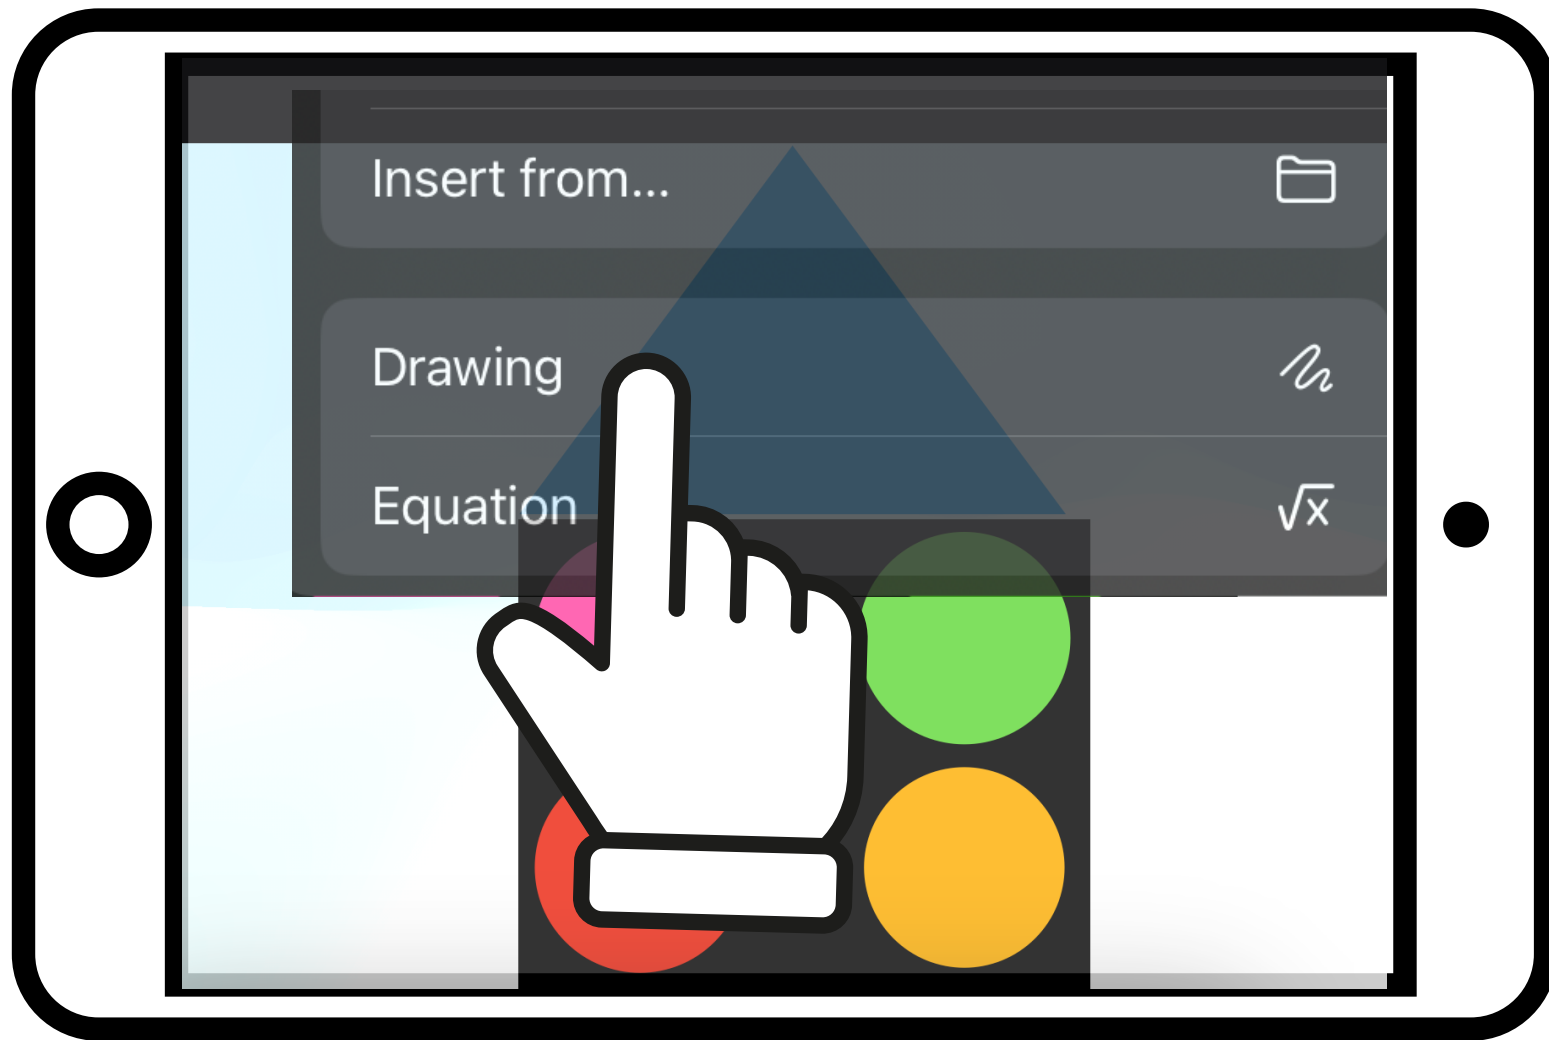 Insert from...
Drawing
Equation
√x